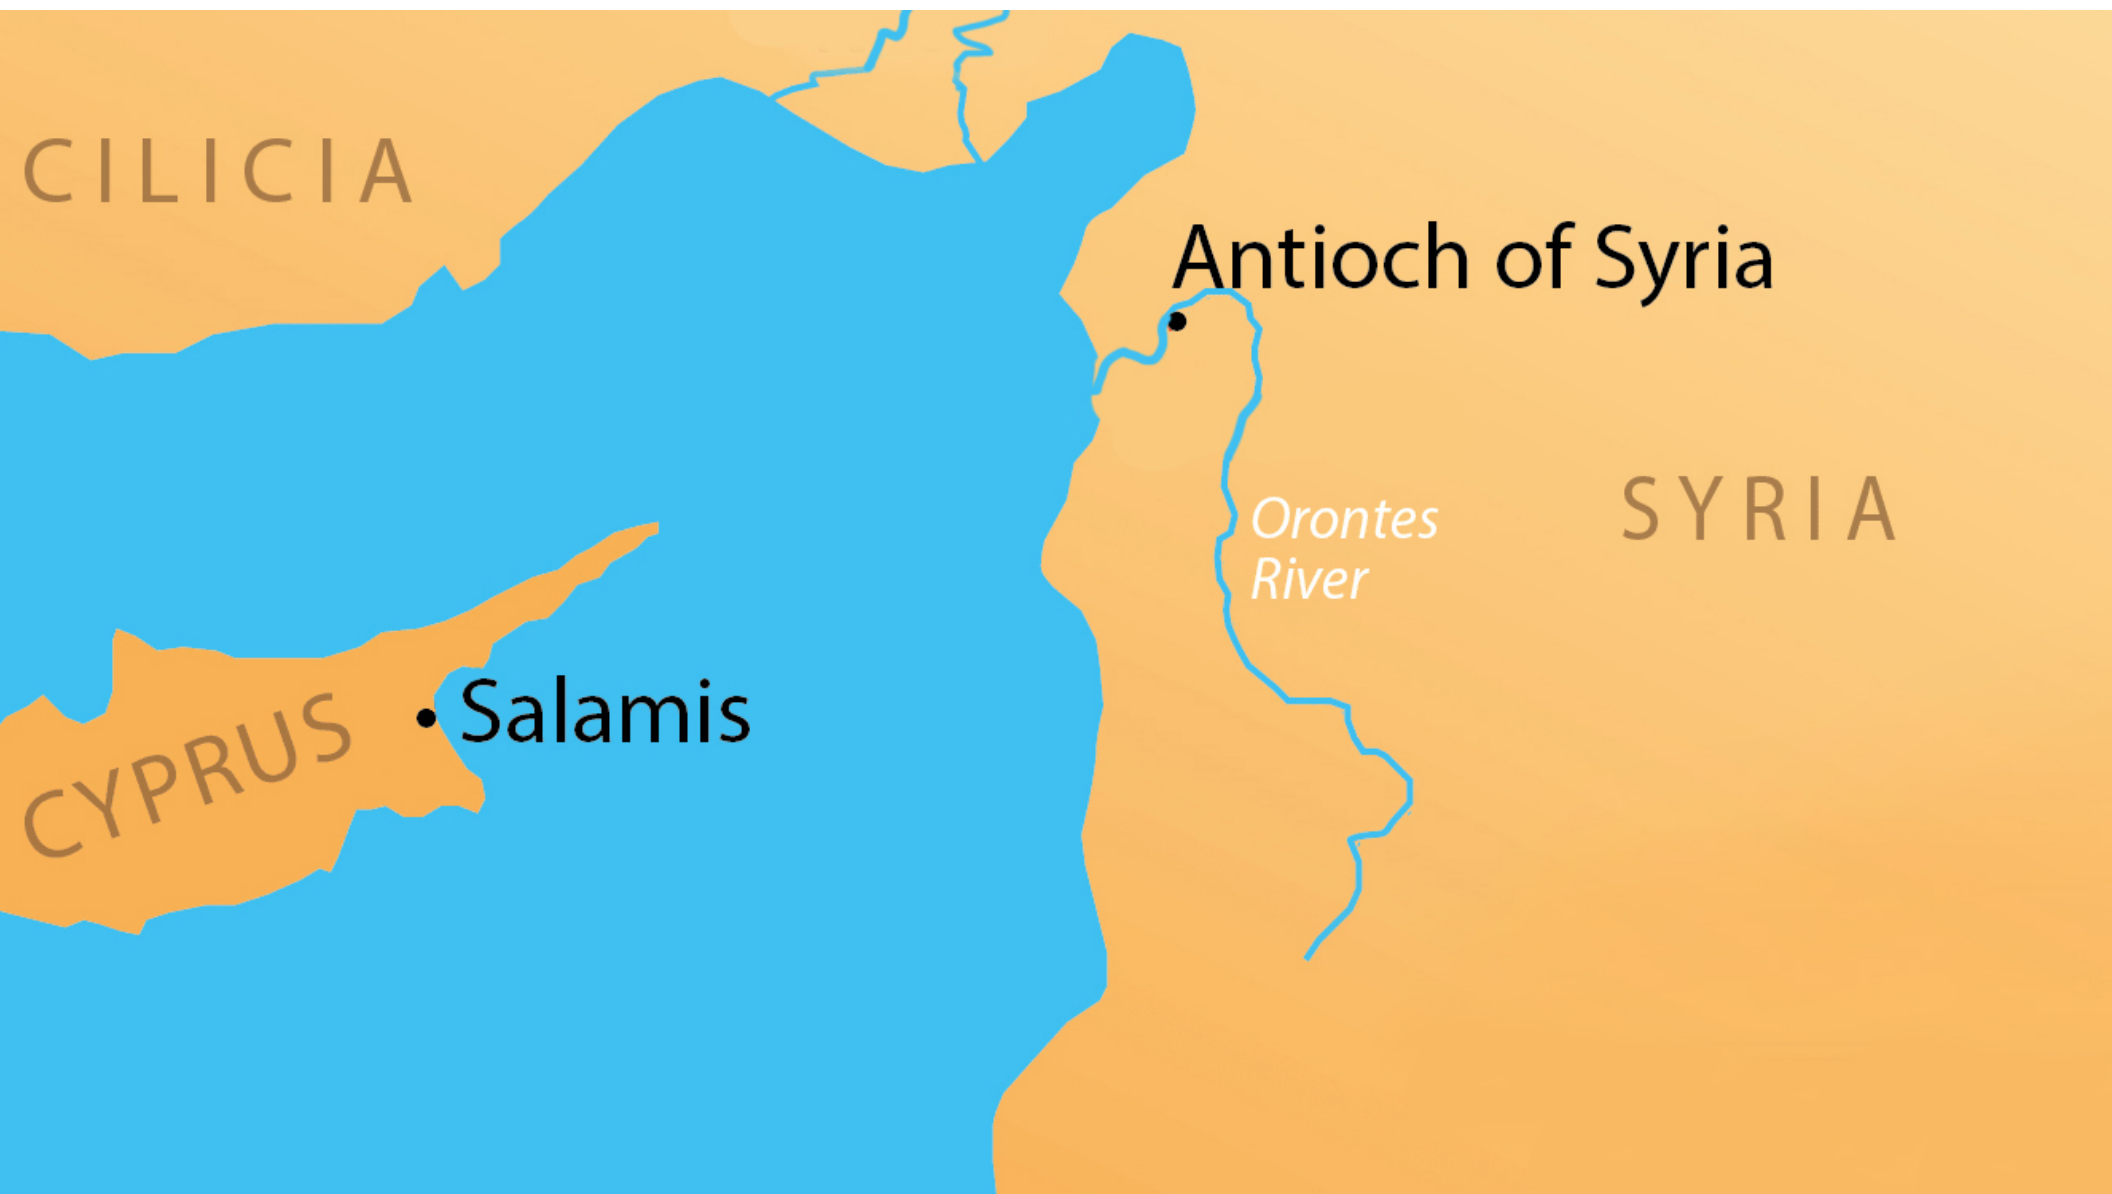 CILICIA
Antioch of Syria
SYRIA
Orontes
River
Salamis
CYPRUS